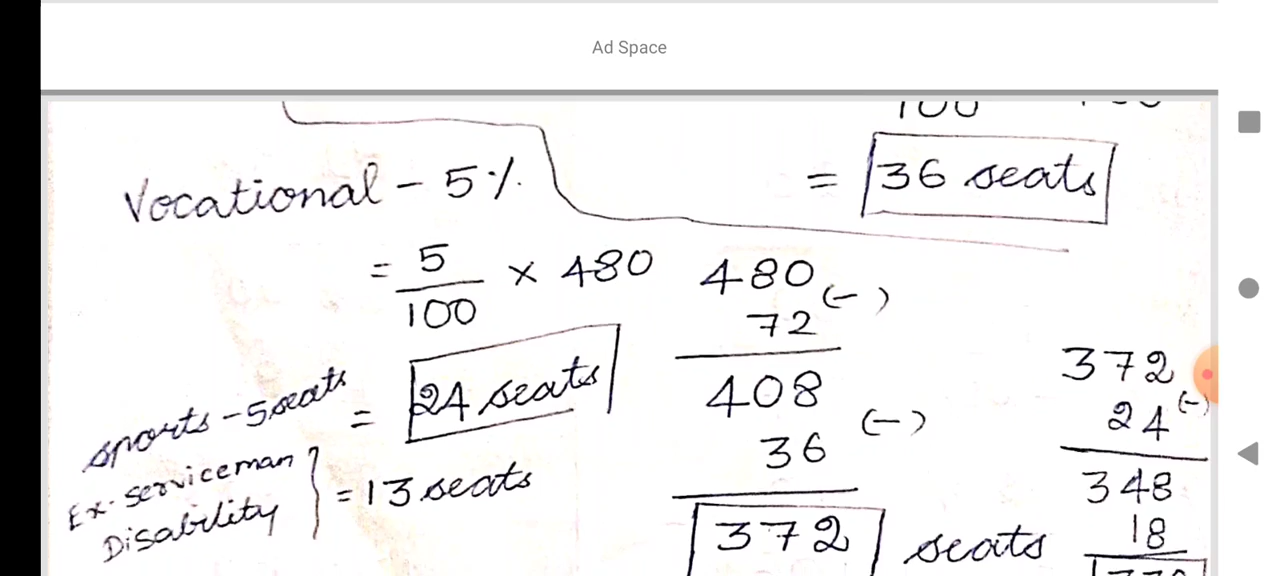 Ad Space
100
= 36 seats
Vocational - 5%
= 5/100 × 480
= 24 seats
sports - 5 seats
Ex-Serviceman
Disability
} = 13 seats
480 (-)
72
408 (-)
36
372 seats
372 (-)
24
348
18